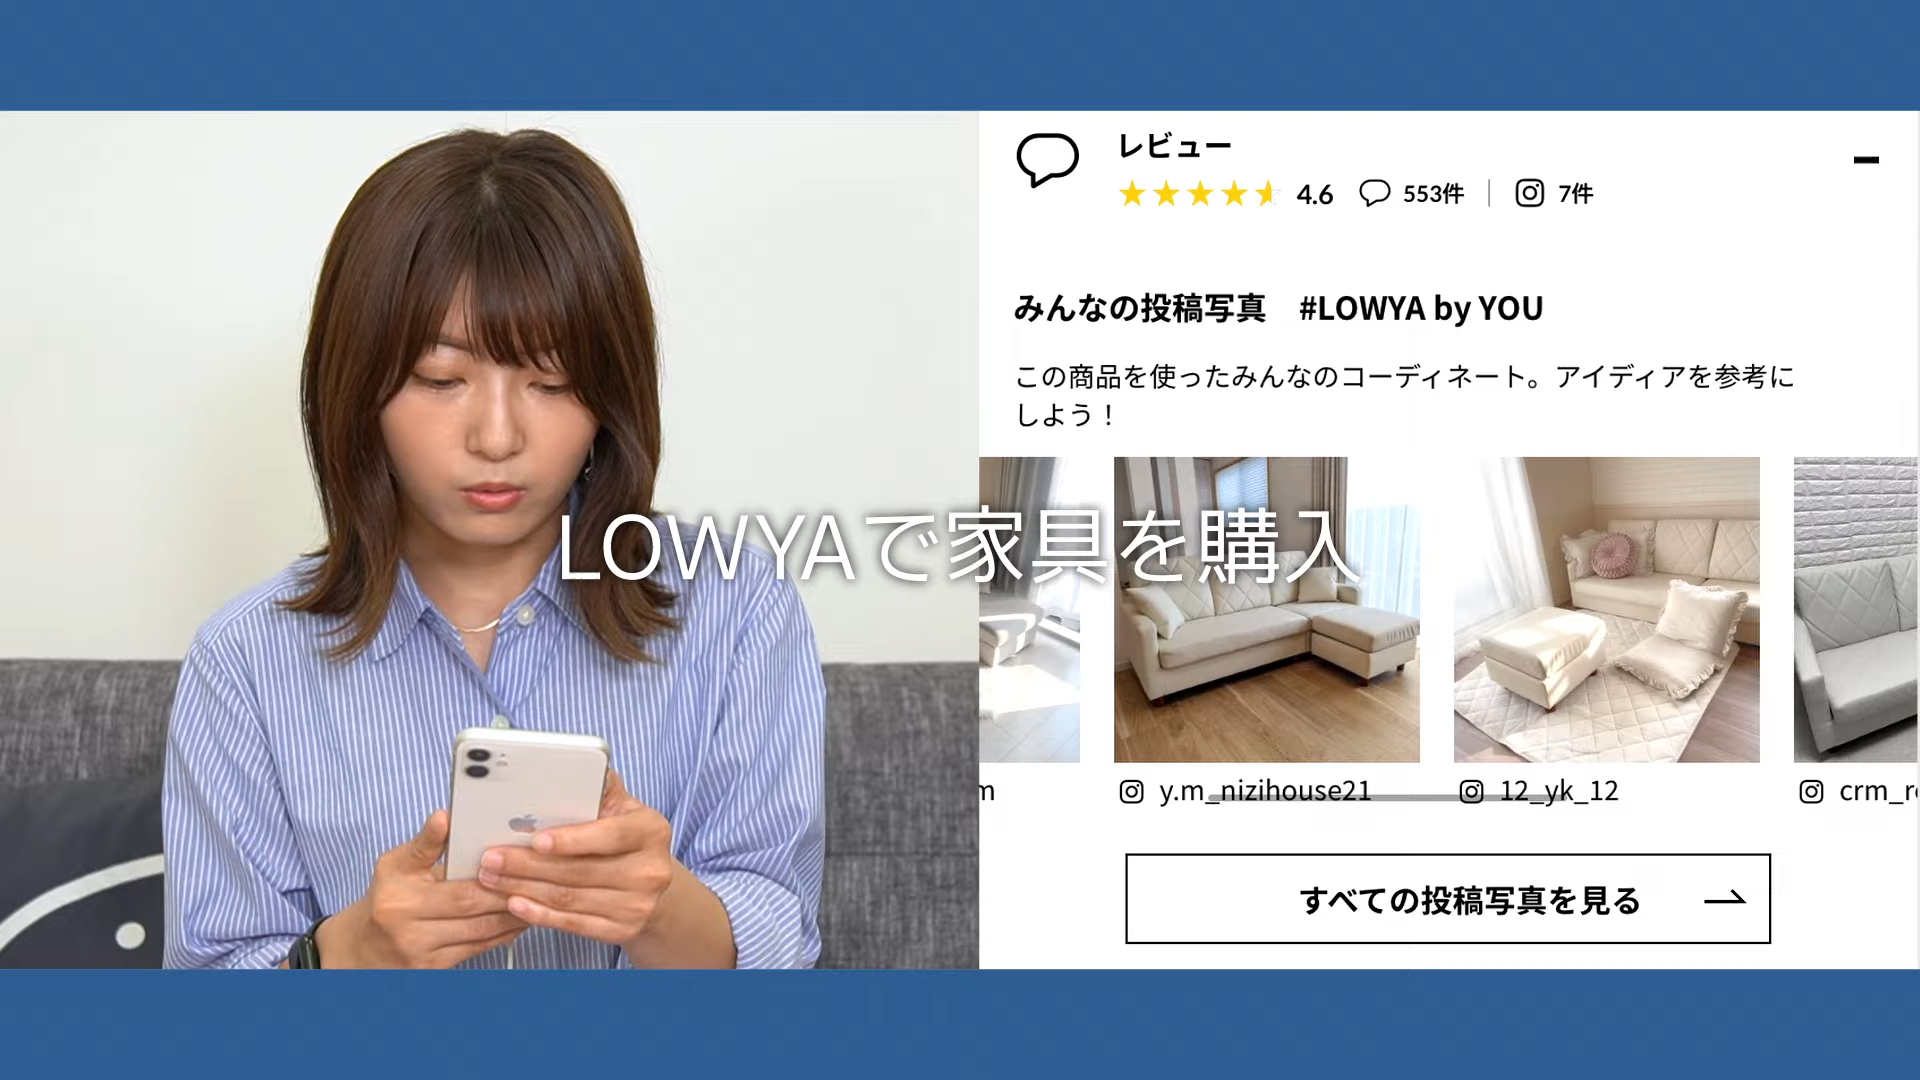 レビュー
4.6 553件 7件
みんなの投稿写真 #LOWYA by YOU
この商品を使ったみんなのコーディネート。アイディアを参考に
しよう！
LOWYAで家具を購入
m y.m_nizihouse21 12_yk_12 crm_r
すべての投稿写真を見る